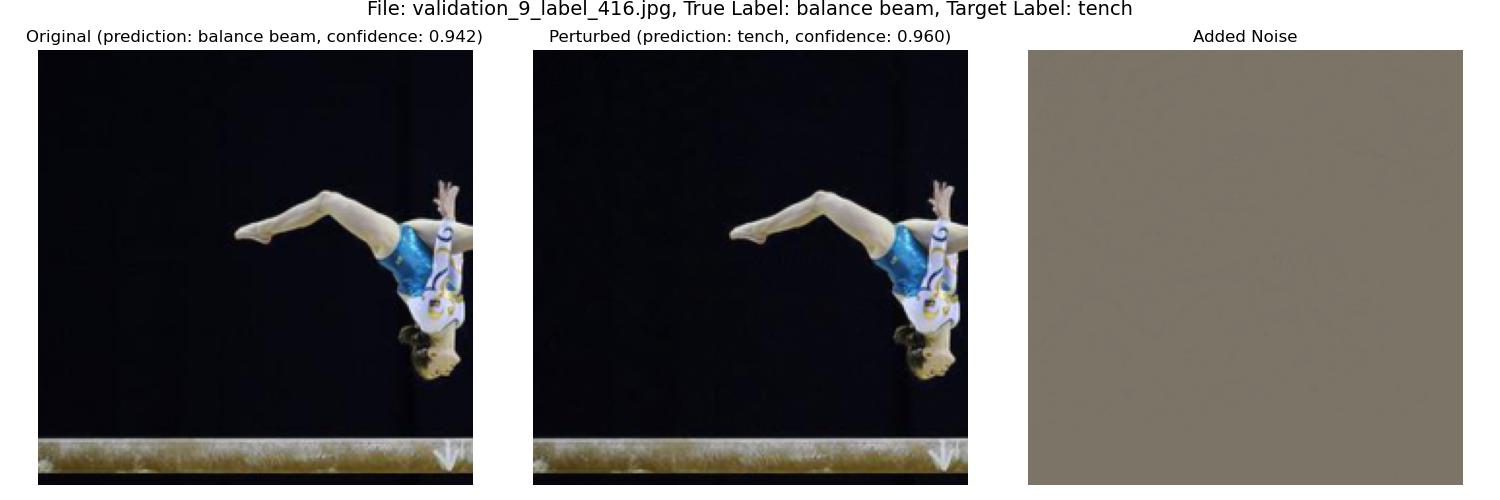 File: validation_9_label_416.jpg, True Label: balance beam, Target Label: tench
Original (prediction: balance beam, confidence: 0.942)
Perturbed (prediction: tench, confidence: 0.960)
Added Noise